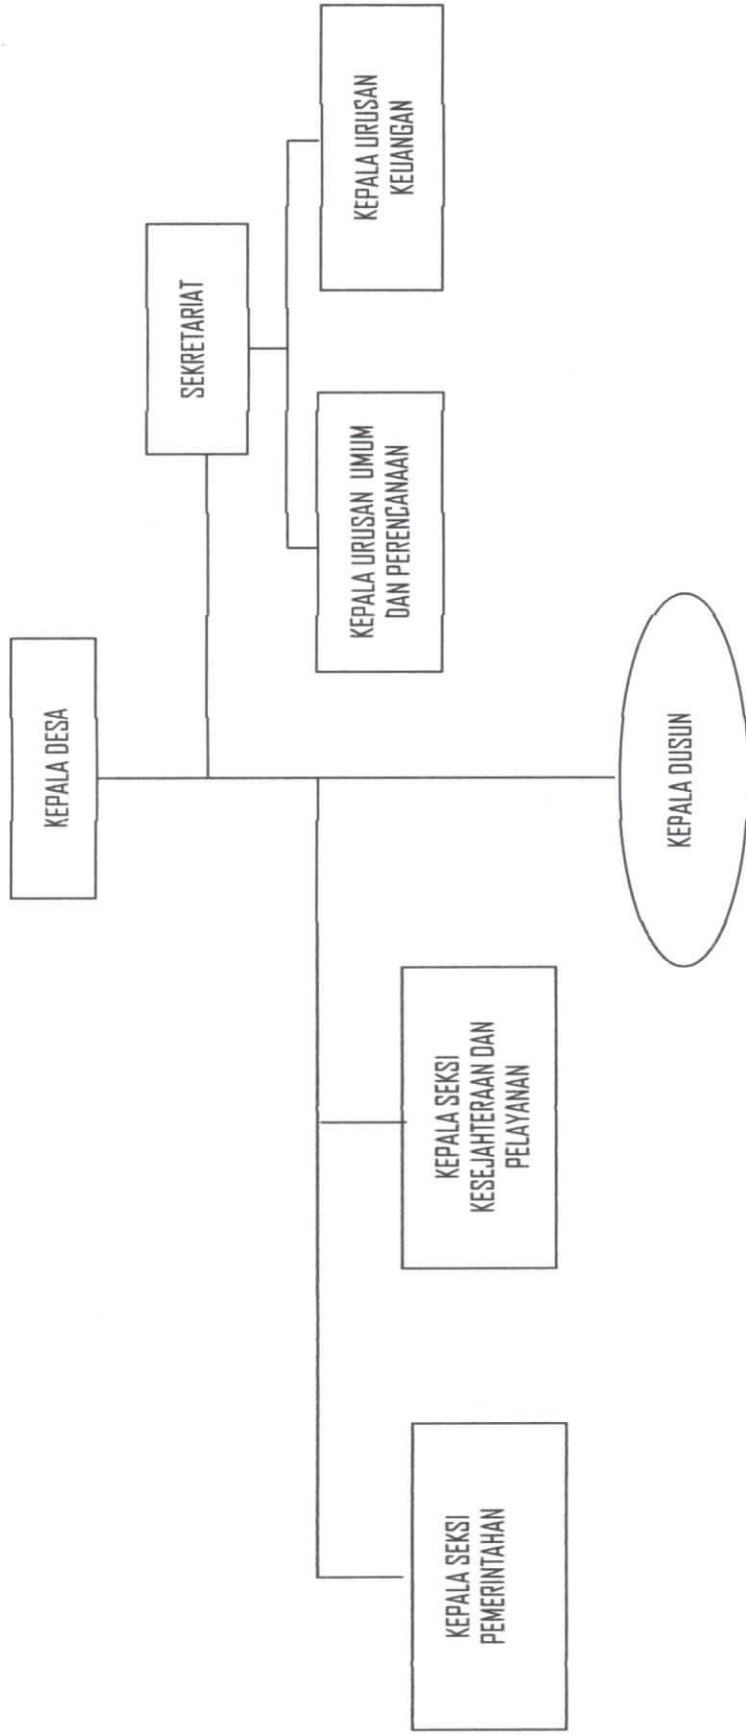 KEPALA DESA
SEKRETARIAT
KEPALA URUSAN UMUM
DAN PERENCANAAN
KEPALA URUSAN
KEUANGAN
KEPALA SEKSI
PEMERINTAHAN
KEPALA SEKSI
KESEJAHTERAAN DAN
PELAYANAN
KEPALA DUSUN